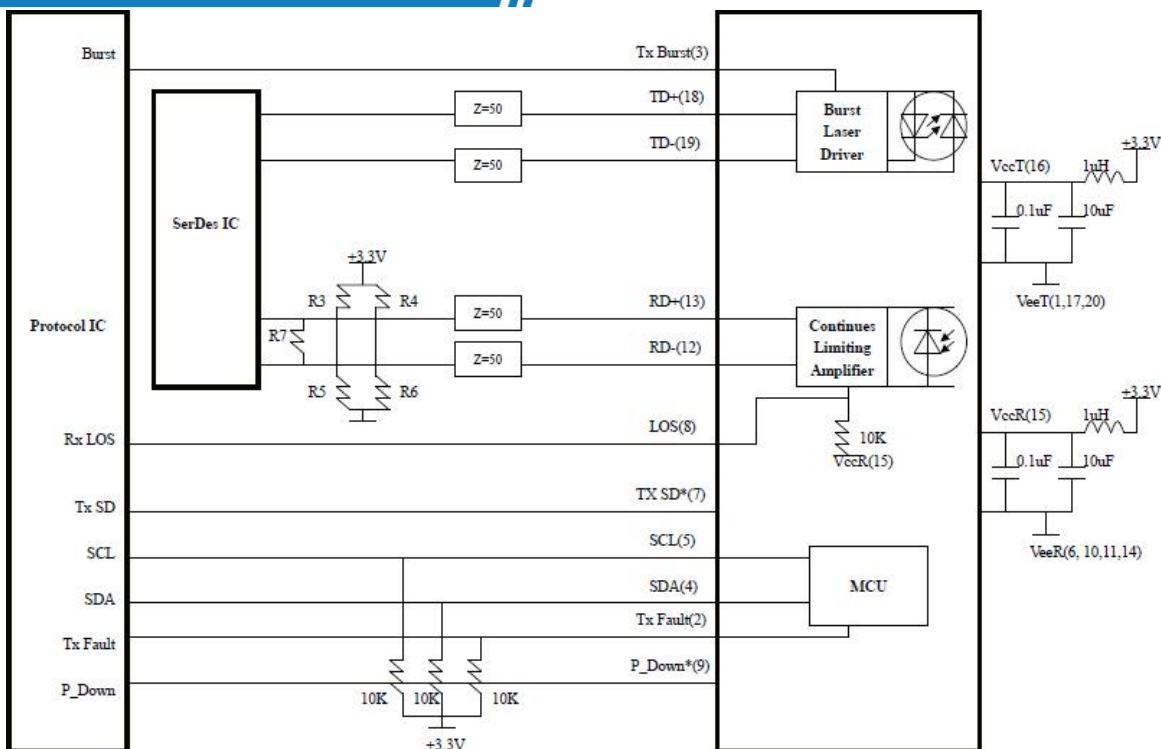 Burst
Tx Burst(3)
TD+(18)
Z=50
TD-(19)
Z=50
Burst
Laser
Driver
SerDes IC
+3.3V
VccT(16)
1uH
0.1uF
10uF
VeeT(1,17,20)
+3.3V
R3
R4
RD+(13)
Z=50
R7
RD-(12)
Z=50
R5
R6
Continues
Limiting
Amplifier
Protocol IC
Rx LOS
LOS(8)
10K
VccR(15)
+3.3V
VccR(15)
1uH
0.1uF
10uF
VeeR(6, 10,11,14)
Tx SD
TX SD*(7)
SCL
SCL(5)
SDA
SDA(4)
MCU
Tx Fault
Tx Fault(2)
P_Down
P_Down*(9)
10K
10K
10K
+3.3V